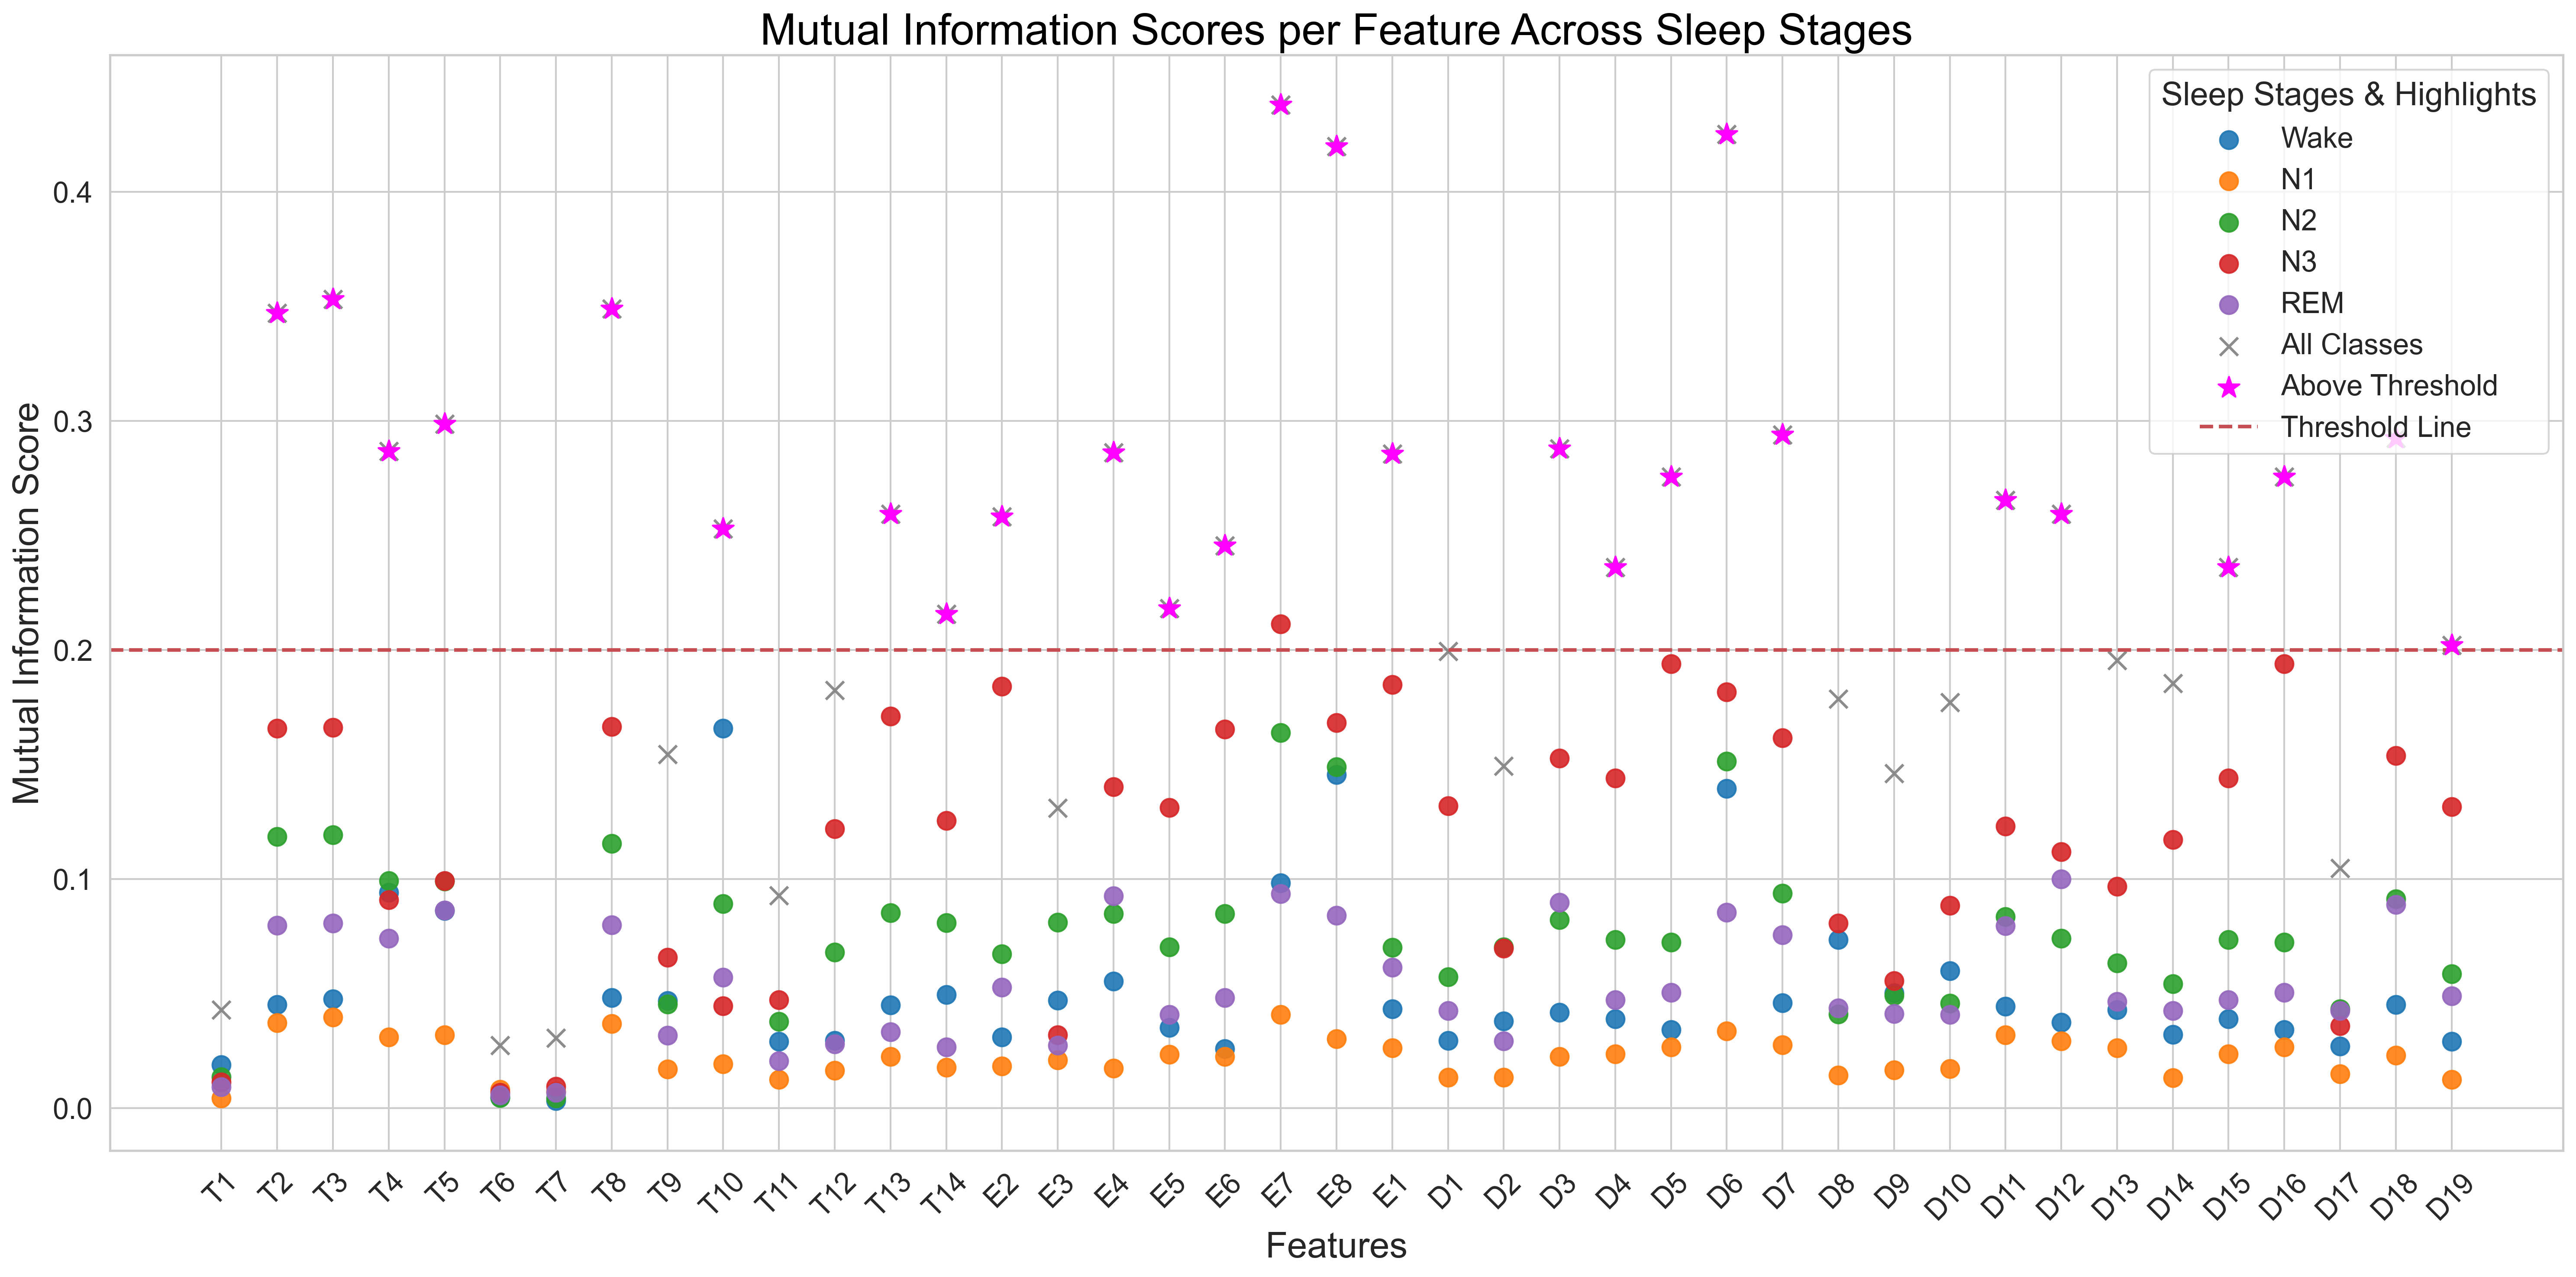 Mutual Information Scores per Feature Across Sleep Stages
Sleep Stages & Highlights
Wake
N1
N2
N3
REM
All Classes
Above Threshold
Threshold Line
Mutual Information Score
0.4
0.3
0.2
0.1
0.0
T1 T2 T3 T4 T5 T6 T7 T8 T9 T10 T11 T12 T13 T14 E2 E3 E4 E5 E6 E7 E8 E1 D1 D2 D3 D4 D5 D6 D7 D8 D9 D10 D11 D12 D13 D14 D15 D16 D17 D18 D19
Features